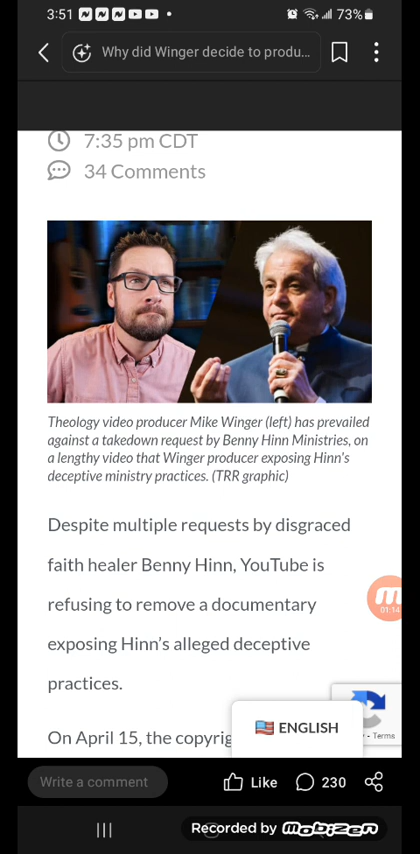 3:51
73%
Why did Winger decide to produ...
7:35 pm CDT
34 Comments
Theology video producer Mike Winger (left) has prevailed
against a takedown request by Benny Hinn Ministries, on
a lengthy video that Winger producer exposing Hinn's
deceptive ministry practices. (TRR graphic)
Despite multiple requests by disgraced
faith healer Benny Hinn, YouTube is
refusing to remove a documentary
exposing Hinn's alleged deceptive
practices.
01:14
On April 15, the copyrig
ENGLISH
- Terms
Write a comment
Like
230
Recorded by mobizen